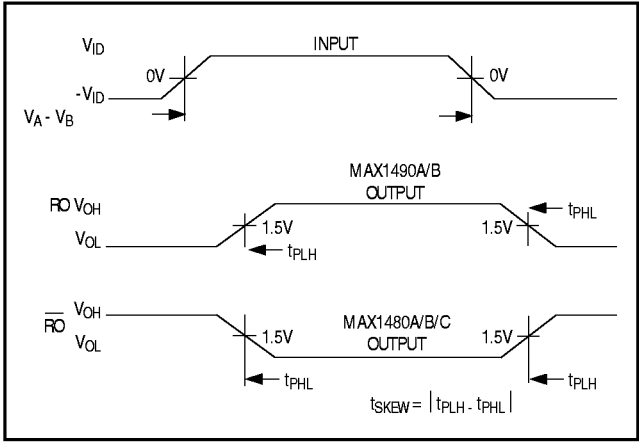 V_ID
INPUT
0V
0V
-V_ID
V_A - V_B
MAX1490A/B
OUTPUT
RO V_OH
t_PHL
1.5V
1.5V
V_OL
t_PLH
V_OH
RO
V_OL
MAX1480A/B/C
OUTPUT
1.5V
1.5V
t_PHL
t_PLH
t_SKEW = |t_PLH - t_PHL|